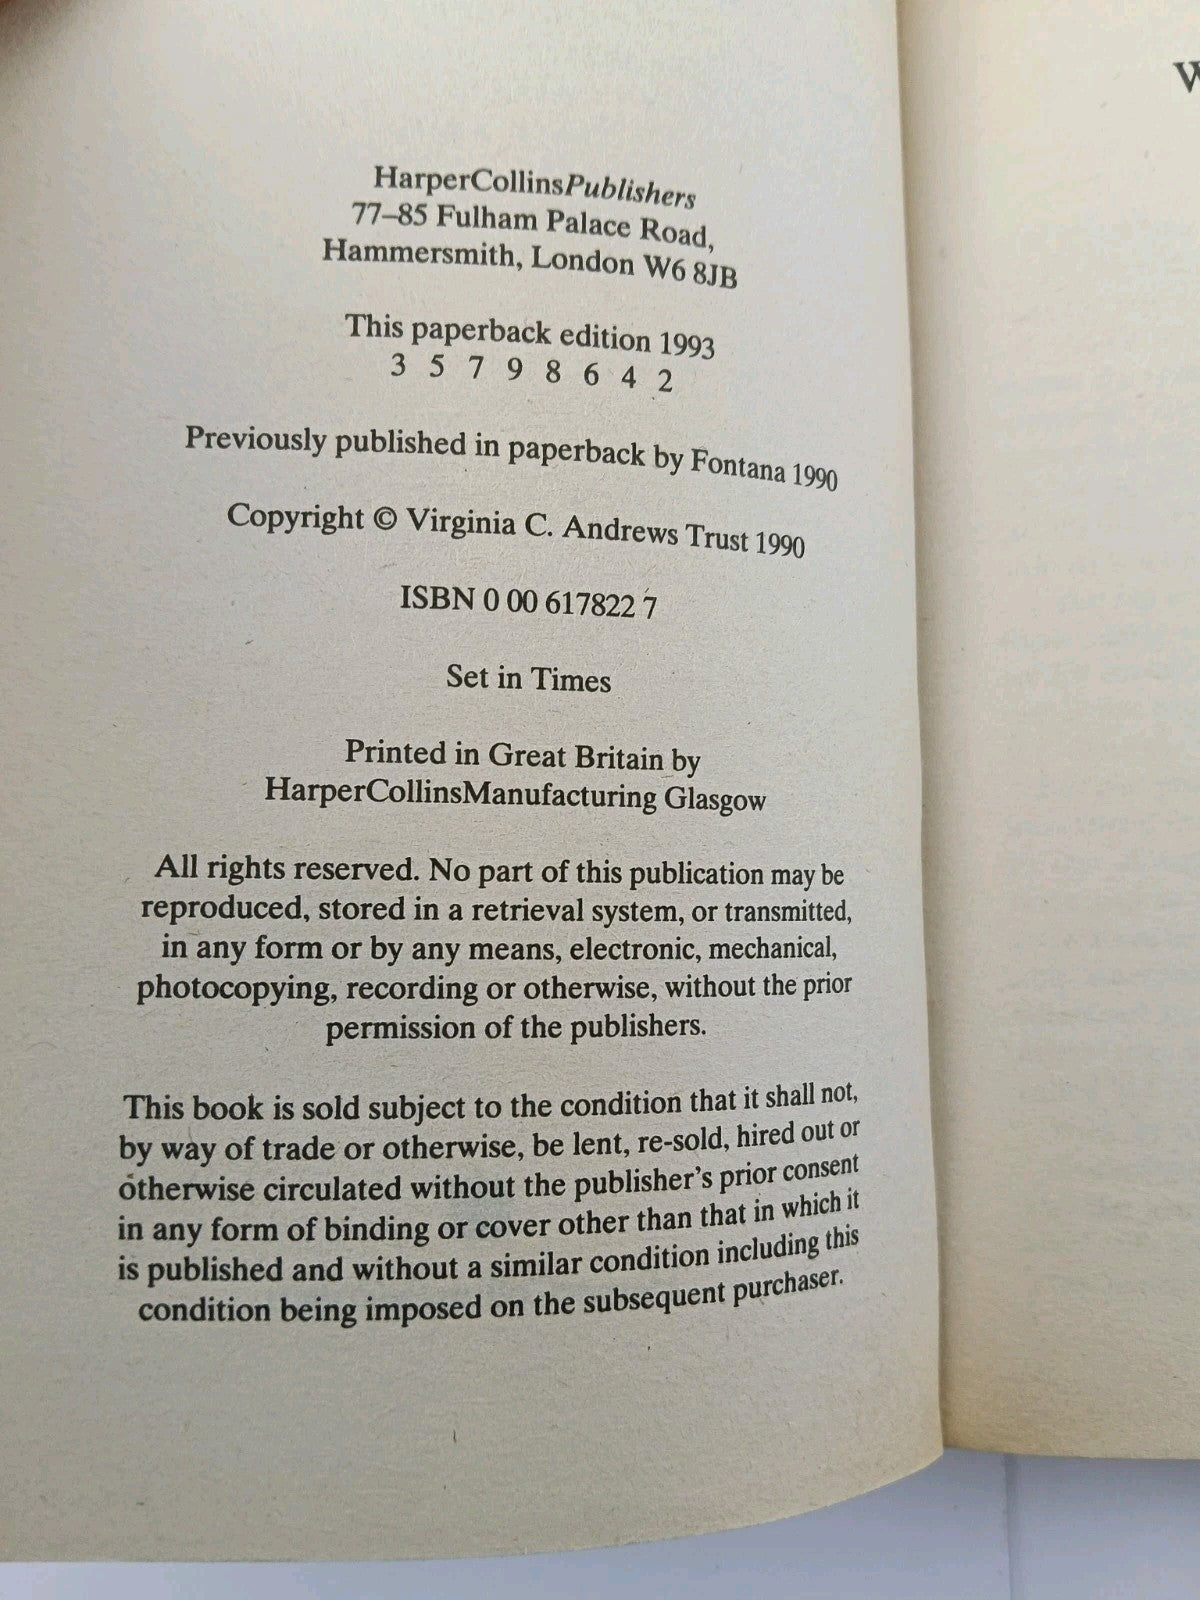 HarperCollinsPublishers
77–85 Fulham Palace Road,
Hammersmith, London W6 8JB
This paperback edition 1993
3 5 7 9 8 6 4 2
Previously published in paperback by Fontana 1990
Copyright © Virginia C. Andrews Trust 1990
ISBN 0 00 617822 7
Set in Times
Printed in Great Britain by
HarperCollinsManufacturing Glasgow
All rights reserved. No part of this publication may be
reproduced, stored in a retrieval system, or transmitted,
in any form or by any means, electronic, mechanical,
photocopying, recording or otherwise, without the prior
permission of the publishers.
This book is sold subject to the condition that it shall not,
by way of trade or otherwise, be lent, re-sold, hired out or
otherwise circulated without the publisher's prior consent
in any form of binding or cover other than that in which it
is published and without a similar condition including this
condition being imposed on the subsequent purchaser.